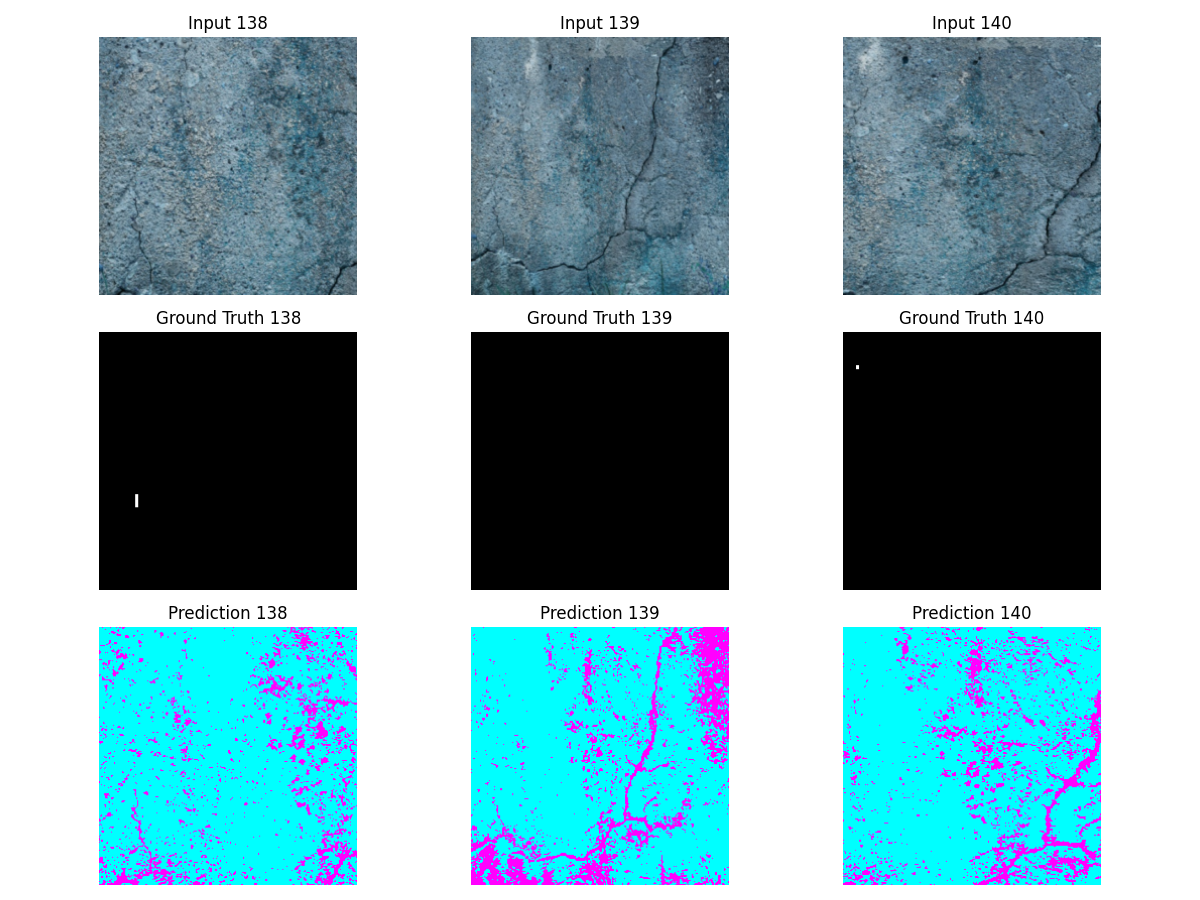 Input 138
Input 139
Input 140
Ground Truth 138
Ground Truth 139
Ground Truth 140
Prediction 138
Prediction 139
Prediction 140